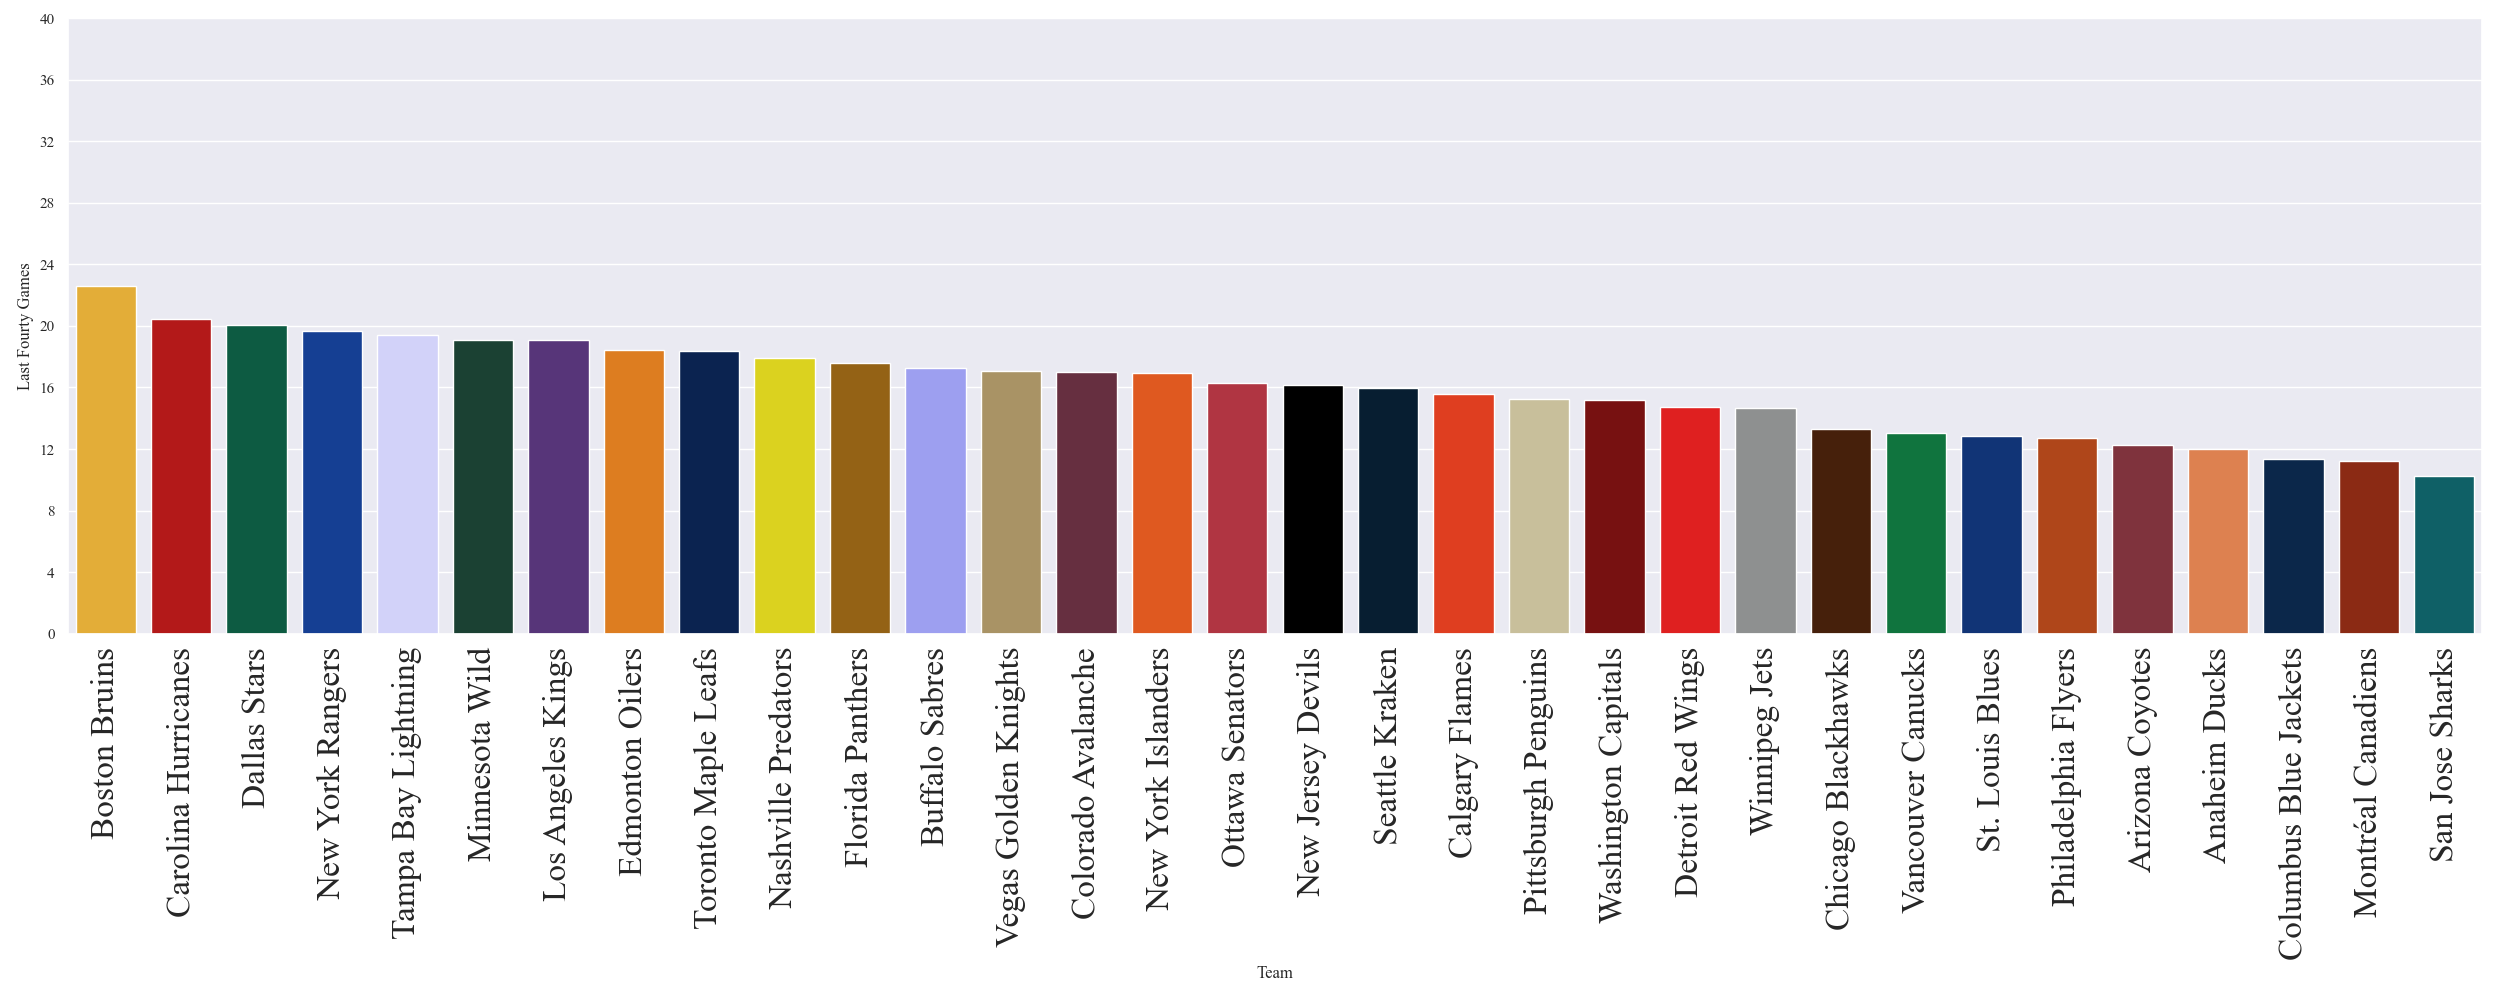 40
36
32
28
24
20
16
12
8
4
0
Last Fourty Games
Boston Bruins
Carolina Hurricanes
Dallas Stars
New York Rangers
Tampa Bay Lightning
Minnesota Wild
Los Angeles Kings
Edmonton Oilers
Toronto Maple Leafs
Nashville Predators
Florida Panthers
Buffalo Sabres
Vegas Golden Knights
Colorado Avalanche
New York Islanders
Ottawa Senators
New Jersey Devils
Seattle Kraken
Calgary Flames
Pittsburgh Penguins
Washington Capitals
Detroit Red Wings
Winnipeg Jets
Chicago Blackhawks
Vancouver Canucks
St. Louis Blues
Philadelphia Flyers
Arizona Coyotes
Anaheim Ducks
Columbus Blue Jackets
Montréal Canadiens
San Jose Sharks
Team